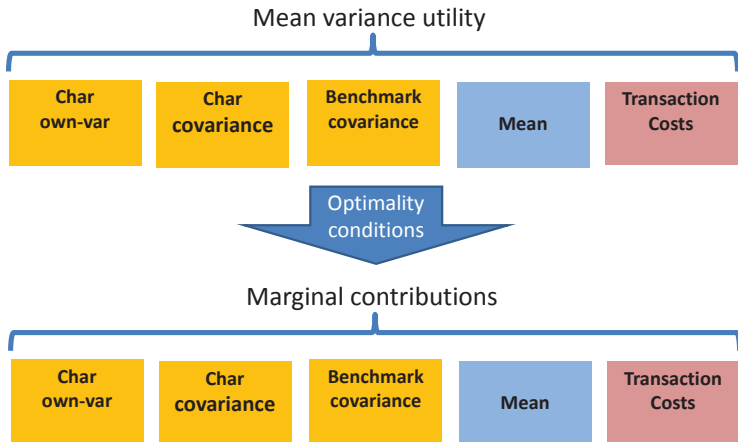 Mean variance utility
Char
own-var
Char
covariance
Benchmark
covariance
Mean
Transaction
Costs
Optimality
conditions
Marginal contributions
Char
own-var
Char
covariance
Benchmark
covariance
Mean
Transaction
Costs